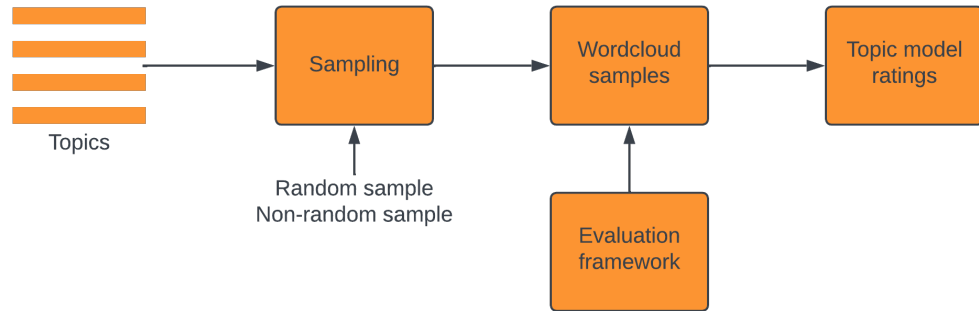 Topics
Sampling
Random sample
Non-random sample
Wordcloud
samples
Evaluation
framework
Topic model
ratings